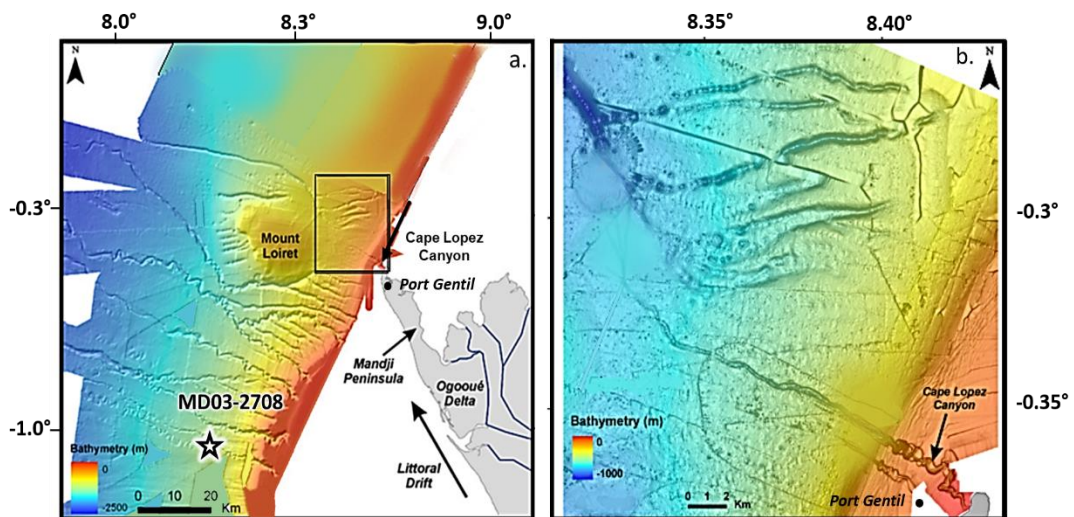 8.0°
8.3°
9.0°
N
a.
-0.3°
Mount
Loiret
Cape Lopez
Canyon
Port Gentil
Mandji
Peninsula
Ogooué
Delta
MD03-2708
-1.0°
Bathymetry (m)
0
-2500
0 10 20
Km
Littoral
Drift
8.35°
8.40°
b.
N
-0.3°
-0.35°
Cape Lopez
Canyon
Bathymetry (m)
0
-1000
0 1 2
Km
Port Gentil